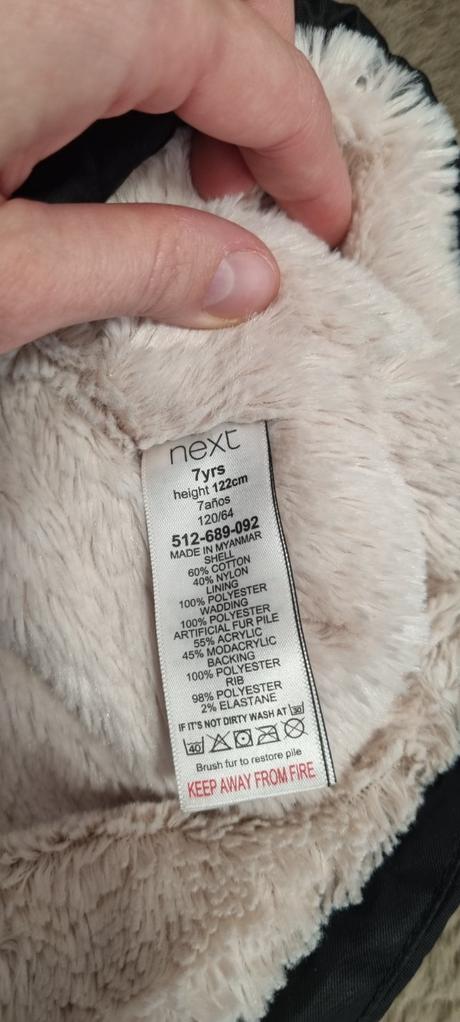 next
7yrs
height 122cm
7años
120/64
512-689-092
MADE IN MYANMAR
SHELL
60% COTTON
40% NYLON
LINING
100% POLYESTER
WADDING
100% POLYESTER
ARTIFICIAL FUR PILE
55% ACRYLIC
45% MODACRYLIC
BACKING
100% POLYESTER
RIB
98% POLYESTER
2% ELASTANE
IF IT'S NOT DIRTY WASH AT 30
40
Brush fur to restore pile
KEEP AWAY FROM FIRE